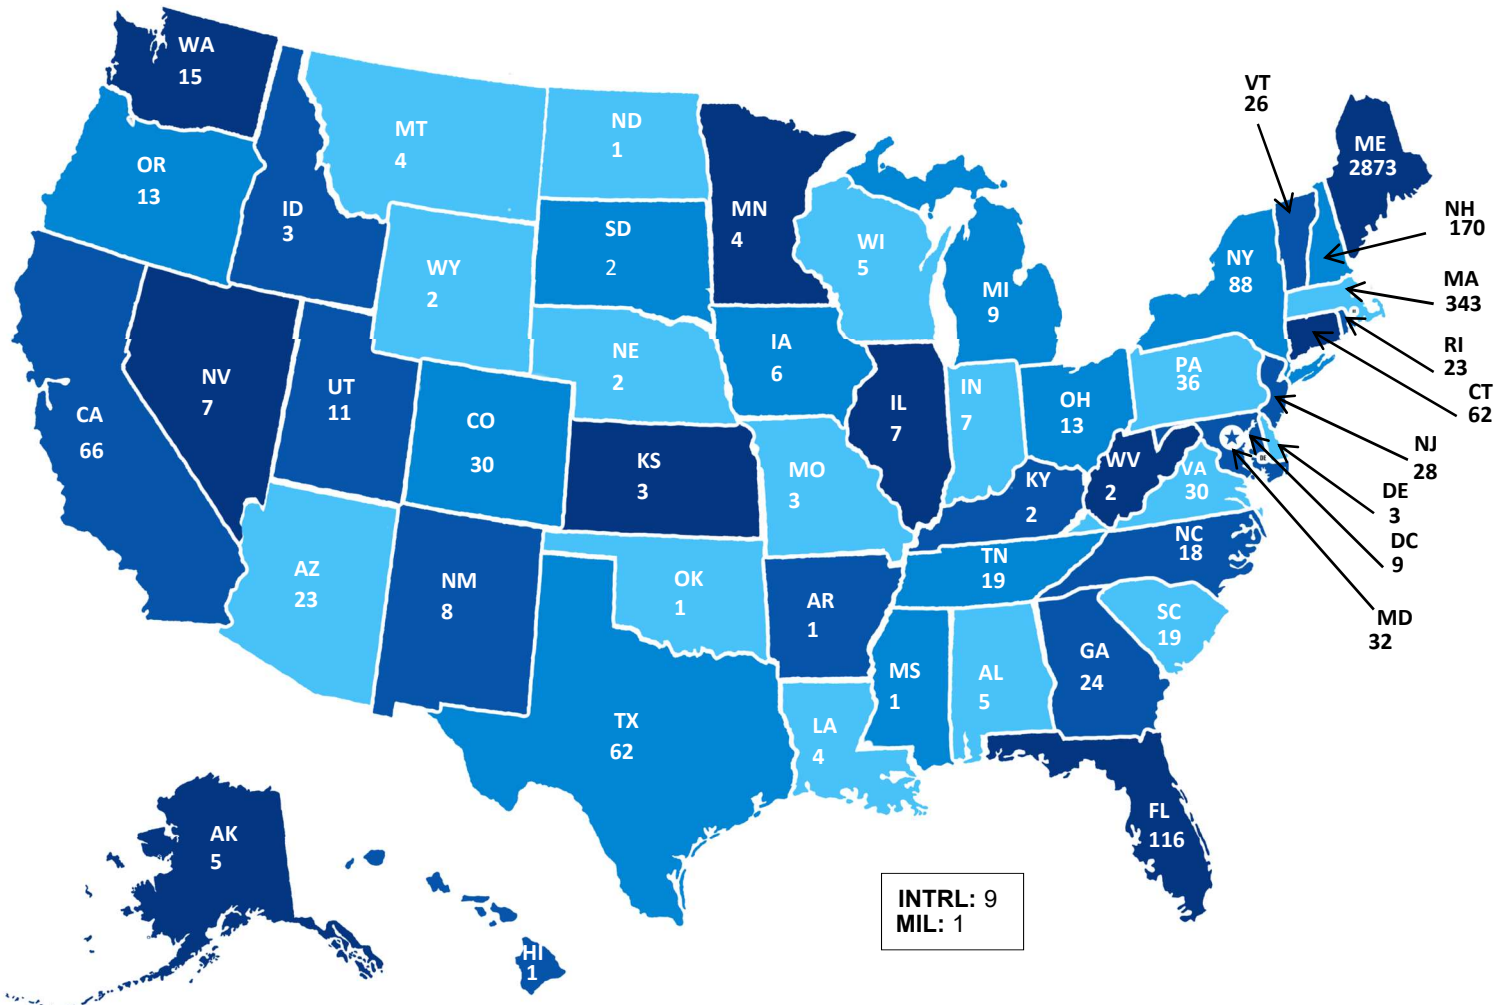 WA
15
MT
4
ND
1
VT
26
ME
2873
OR
13
ID
3
MN
4
SD
2
WI
5
NH
170
NY
88
WY
2
MI
9
MA
343
NE
2
IA
6
RI
23
NV
7
UT
11
CA
66
CO
30
IL
7
IN
7
OH
13
PA
36
CT
62
NJ
28
KS
3
MO
3
KY
2
WV
2
VA
30
DE
3
DC
9
NC
18
AZ
23
NM
8
OK
1
AR
1
TN
19
SC
19
MD
32
MS
1
AL
5
GA
24
TX
62
LA
4
FL
116
AK
5
HI
1
INTRL: 9
MIL: 1